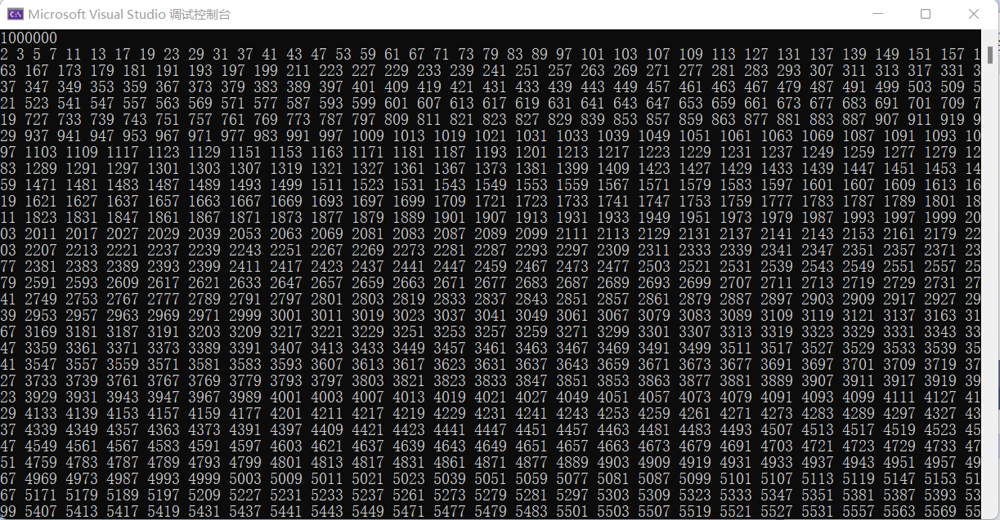 Microsoft Visual Studio 调试控制台
1000000
2 3 5 7 11 13 17 19 23 29 31 37 41 43 47 53 59 61 67 71 73 79 83 89 97 101 103 107 109 113 127 131 137 139 149 151 157 1
63 167 173 179 181 191 193 197 199 211 223 227 229 233 239 241 251 257 263 269 271 277 281 283 293 307 311 313 317 331 3
37 347 349 353 359 367 373 379 383 389 397 401 409 419 421 431 433 439 443 449 457 461 463 467 479 487 491 499 503 509 5
21 523 541 547 557 563 569 571 577 587 593 599 601 607 613 617 619 631 641 643 647 653 659 661 673 677 683 691 701 709 7
19 727 733 739 743 751 757 761 769 773 787 797 809 811 821 823 827 829 839 853 857 859 863 877 881 883 887 907 911 919 9
29 937 941 947 953 967 971 977 983 991 997 1009 1013 1019 1021 1031 1033 1039 1049 1051 1061 1063 1069 1087 1091 1093 10
97 1103 1109 1117 1123 1129 1151 1153 1163 1171 1181 1187 1193 1201 1213 1217 1223 1229 1231 1237 1249 1259 1277 1279 12
83 1289 1291 1297 1301 1303 1307 1319 1321 1327 1361 1367 1373 1381 1399 1409 1423 1427 1429 1433 1439 1447 1451 1453 14
59 1471 1481 1483 1487 1489 1493 1499 1511 1523 1531 1543 1549 1553 1559 1567 1571 1579 1583 1597 1601 1607 1609 1613 16
19 1621 1627 1637 1657 1663 1667 1669 1693 1697 1699 1709 1721 1723 1733 1741 1747 1753 1759 1777 1783 1787 1789 1801 18
11 1823 1831 1847 1861 1867 1871 1873 1877 1879 1889 1901 1907 1913 1931 1933 1949 1951 1973 1979 1987 1993 1997 1999 20
03 2011 2017 2027 2029 2039 2053 2063 2069 2081 2083 2087 2089 2099 2111 2113 2129 2131 2137 2141 2143 2153 2161 2179 22
03 2207 2213 2221 2237 2239 2243 2251 2267 2269 2273 2281 2287 2293 2297 2309 2311 2333 2339 2341 2347 2351 2357 2371 23
77 2381 2383 2389 2393 2399 2411 2417 2423 2437 2441 2447 2459 2467 2473 2477 2503 2521 2531 2539 2543 2549 2551 2557 25
79 2591 2593 2609 2617 2621 2633 2647 2657 2659 2663 2671 2677 2683 2687 2689 2693 2699 2707 2711 2713 2719 2729 2731 27
41 2749 2753 2767 2777 2789 2791 2797 2801 2803 2819 2833 2837 2843 2851 2857 2861 2879 2887 2897 2903 2909 2917 2927 29
39 2953 2957 2963 2969 2971 2999 3001 3011 3019 3023 3037 3041 3049 3061 3067 3079 3083 3089 3109 3119 3121 3137 3163 31
67 3169 3181 3187 3191 3203 3209 3217 3221 3229 3251 3253 3257 3259 3271 3299 3301 3307 3313 3319 3323 3329 3331 3343 33
47 3359 3361 3371 3373 3389 3391 3407 3413 3433 3449 3457 3461 3463 3467 3469 3491 3499 3511 3517 3527 3529 3533 3539 35
41 3547 3557 3559 3571 3581 3583 3593 3607 3613 3617 3623 3631 3637 3643 3659 3671 3673 3677 3691 3697 3701 3709 3719 37
27 3733 3739 3761 3767 3769 3779 3793 3797 3803 3821 3823 3833 3847 3851 3853 3863 3877 3881 3889 3907 3911 3917 3919 39
23 3929 3931 3943 3947 3967 3989 4001 4003 4007 4013 4019 4021 4027 4049 4051 4057 4073 4079 4091 4093 4099 4111 4127 41
29 4133 4139 4153 4157 4159 4177 4201 4211 4217 4219 4229 4231 4241 4243 4253 4259 4261 4271 4273 4283 4289 4297 4327 43
37 4339 4349 4357 4363 4373 4391 4397 4409 4421 4423 4441 4447 4451 4457 4463 4481 4483 4493 4507 4513 4517 4519 4523 45
47 4549 4561 4567 4583 4591 4597 4603 4621 4637 4639 4643 4649 4651 4657 4663 4673 4679 4691 4703 4721 4723 4729 4733 47
51 4759 4783 4787 4789 4793 4799 4801 4813 4817 4831 4861 4871 4877 4889 4903 4909 4919 4931 4933 4937 4943 4951 4957 49
67 4969 4973 4987 4993 4999 5003 5009 5011 5021 5023 5039 5051 5059 5077 5081 5087 5099 5101 5107 5113 5119 5147 5153 51
67 5171 5179 5189 5197 5209 5227 5231 5233 5237 5261 5273 5279 5281 5297 5303 5309 5323 5333 5347 5351 5381 5387 5393 53
99 5407 5413 5417 5419 5431 5437 5441 5443 5449 5471 5477 5479 5483 5501 5503 5507 5519 5521 5527 5531 5557 5563 5569 55